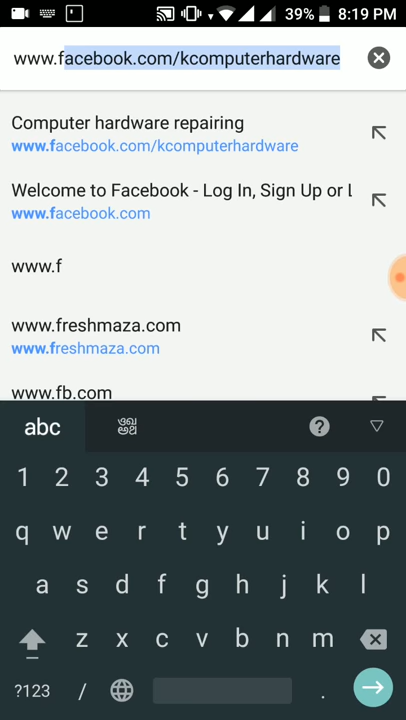 39% 8:19 PM
www.facebook.com/kcomputerhardware
Computer hardware repairing
www.facebook.com/kcomputerhardware
Welcome to Facebook - Log In, Sign Up or L
www.facebook.com
www.f
www.freshmaza.com
www.freshmaza.com
www.fb.com
abc
1 2 3 4 5 6 7 8 9 0
q w e r t y u i o p
a s d f g h j k l
z x c v b n m
?123 / .